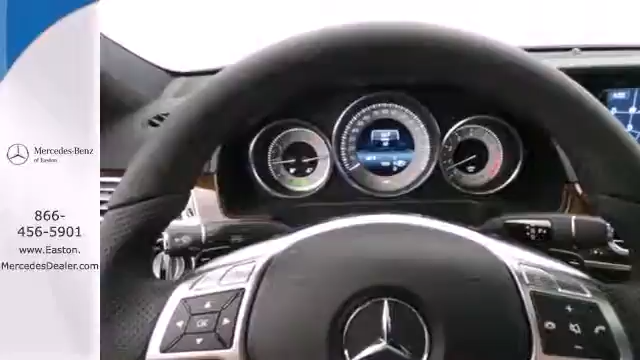 Mercedes-Benz
of Easton
866-
456-5901
www.Easton.
MercedesDealer.com
OK